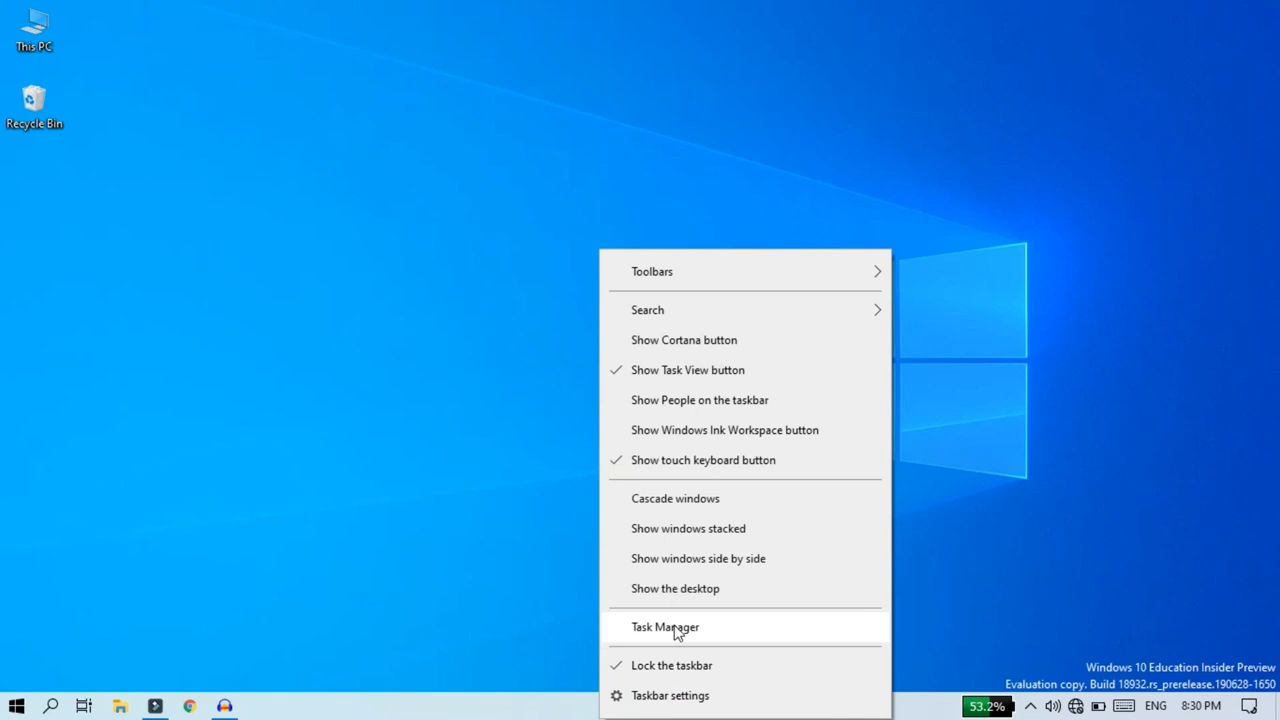 This PC
Recycle Bin
Toolbars
Search
Show Cortana button
Show Task View button
Show People on the taskbar
Show Windows Ink Workspace button
Show touch keyboard button
Cascade windows
Show windows stacked
Show windows side by side
Show the desktop
Task Manager
Lock the taskbar
Taskbar settings
Windows 10 Education Insider Preview
Evaluation copy. Build 18932.rs_prerelease.190628-1650
53.2%
ENG
8:30 PM